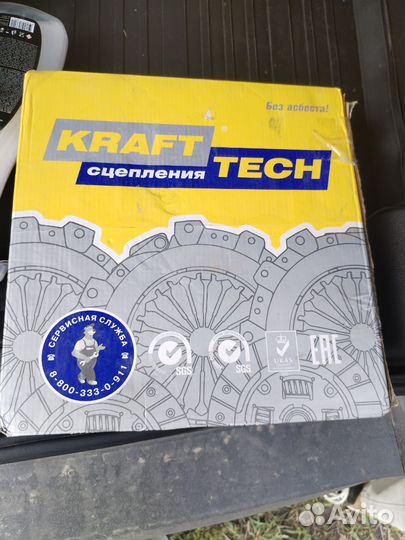 Без асбеста!
KRAFT
TECH
сцепления
СЕРВИСНАЯ СЛУЖБА
8-800-333-0-911
SGS
SGS
UKAS
EAC
Avito